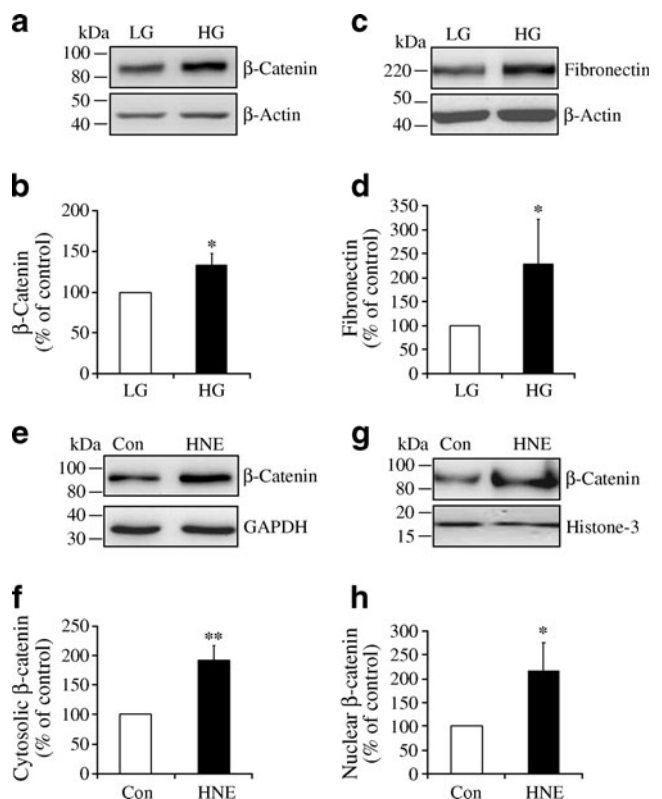 a
kDa LG HG
100
80
β-Catenin
50
40
β-Actin
c
kDa LG HG
220
Fibronectin
50
40
β-Actin
b
β-Catenin
(% of control)
200
150
100
50
0
*
LG HG
d
Fibronectin
(% of control)
350
300
250
200
150
100
50
0
*
LG HG
e
kDa Con HNE
100
80
β-Catenin
40
30
GAPDH
g
kDa Con HNE
100
80
β-Catenin
20
15
Histone-3
f
Cytosolic β-catenin
(% of control)
250
200
150
100
50
0
**
Con HNE
h
Nuclear β-catenin
(% of control)
300
250
200
150
100
50
0
*
Con HNE